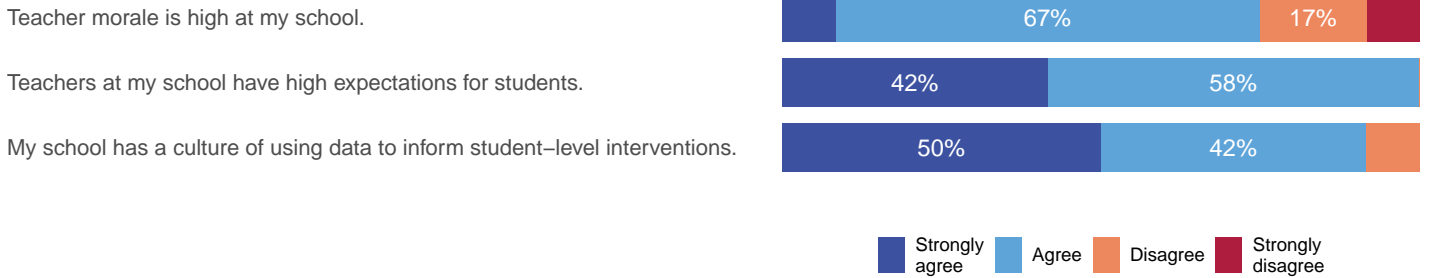 Teacher morale is high at my school.
67%
17%
Teachers at my school have high expectations for students.
42%
58%
My school has a culture of using data to inform student−level interventions.
50%
42%
Strongly
agree
Agree
Disagree
Strongly
disagree